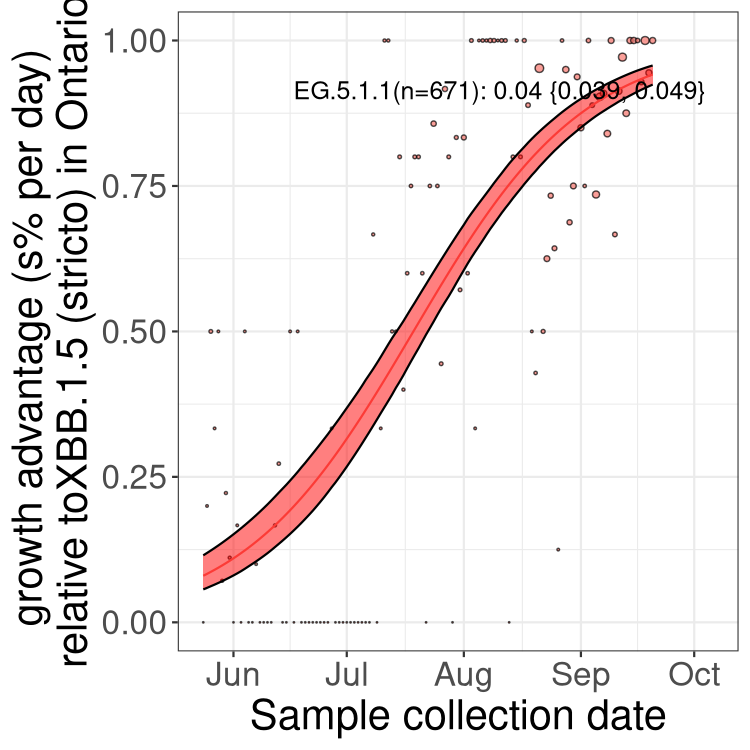 growth advantage (s% per day)
relative toXBB.1.5 (stricto) in Ontario
1.00
0.75
0.50
0.25
0.00
EG.5.1.1(n=671): 0.04 {0.039, 0.049}
Jun Jul Aug Sep Oct
Sample collection date